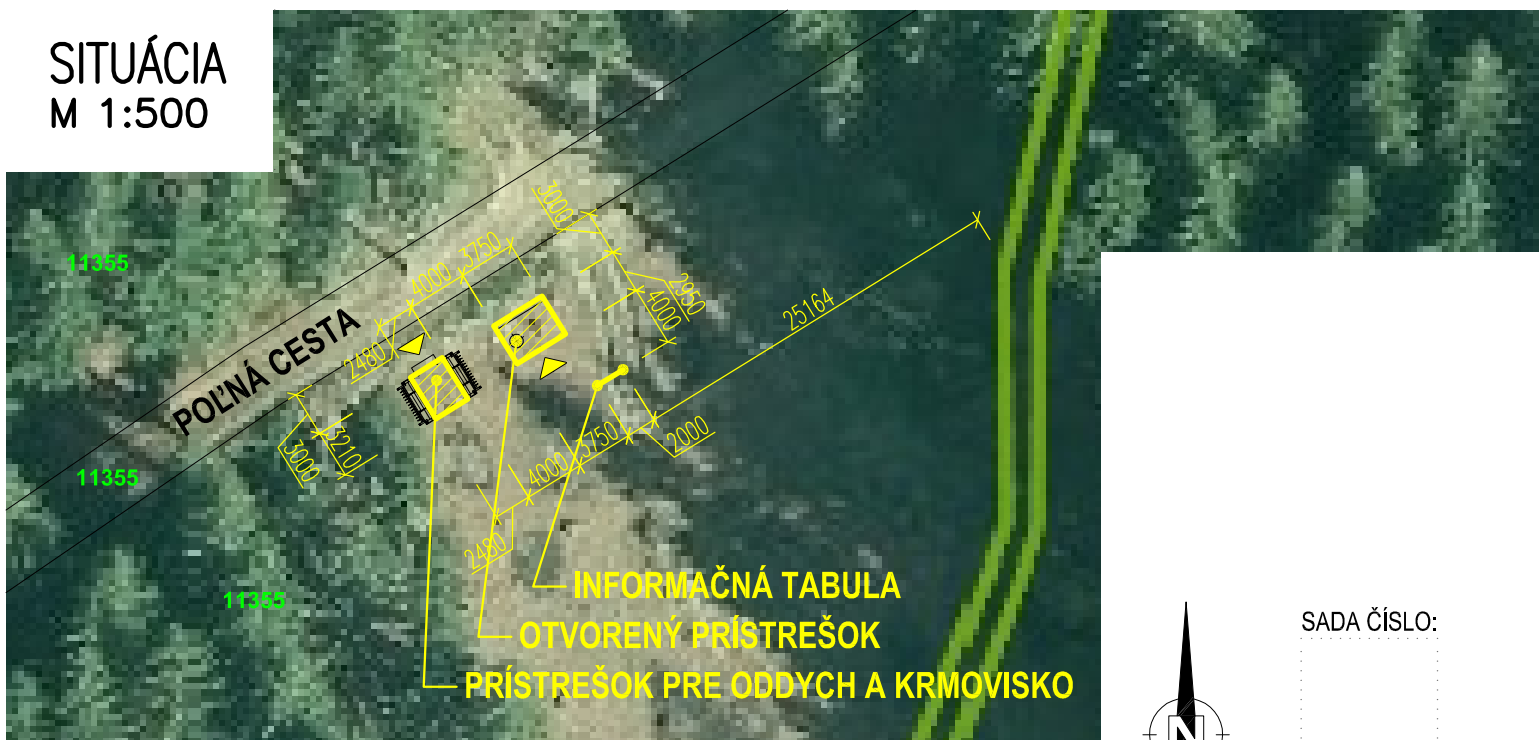 SITUÁCIA
M 1:500
11355
3000
2950
4000
25164
4000
3750
2480
POĽNÁ CESTA
3000
3210
11355
4000
3750
2000
2480
11355
INFORMAČNÁ TABULA
OTVORENÝ PRÍSTREŠOK
PRÍSTREŠOK PRE ODDYCH A KRMOVISKO
SADA ČÍSLO:
N